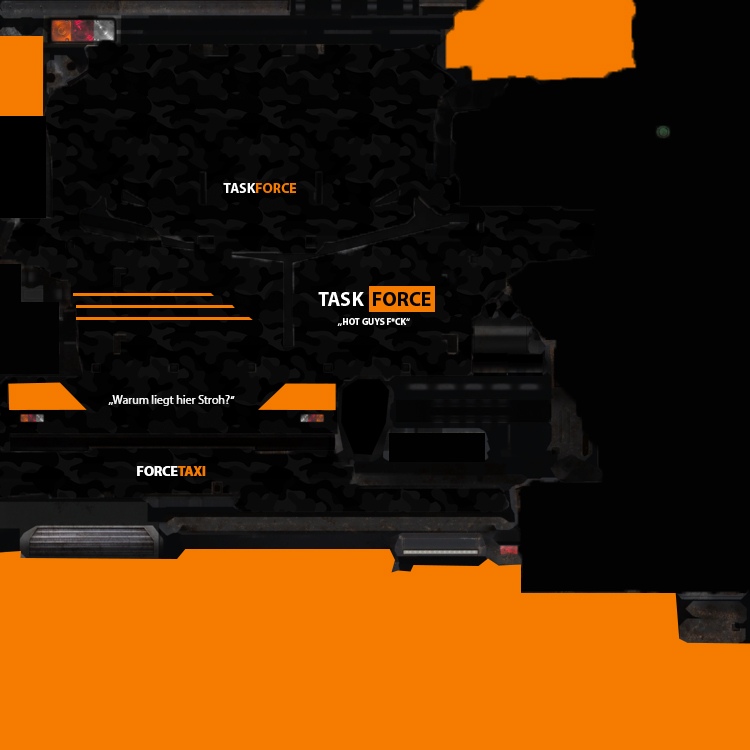 TASKFORCE
TASK FORCE
„HOT GUYS F*CK“
„Warum liegt hier Stroh?“
FORCETAXI